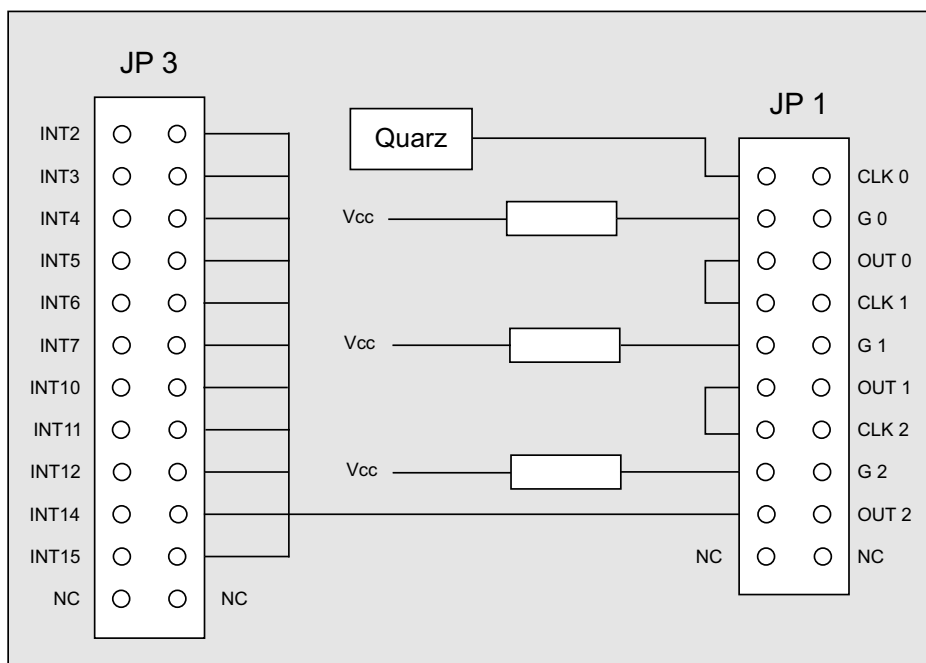 JP 3
INT2
INT3
INT4
INT5
INT6
INT7
INT10
INT11
INT12
INT14
INT15
NC
NC
Quarz
Vcc
Vcc
Vcc
JP 1
CLK 0
G 0
OUT 0
CLK 1
G 1
OUT 1
CLK 2
G 2
OUT 2
NC
NC